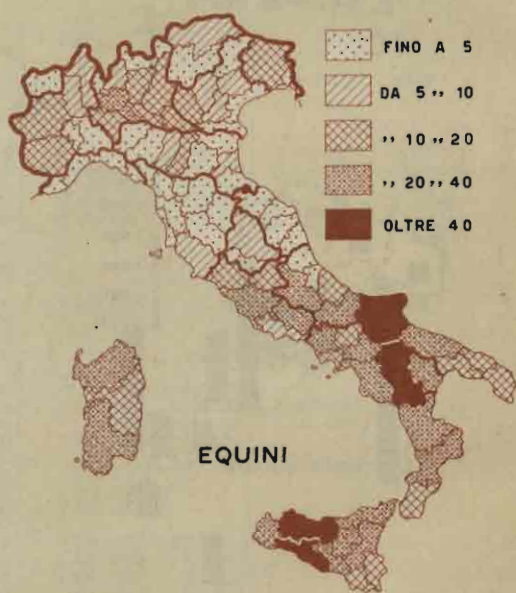 FINO A 5
DA 5 ,, 10
,, 10 ,, 20
,, 20 ,, 40
OLTRE 40
EQUINI